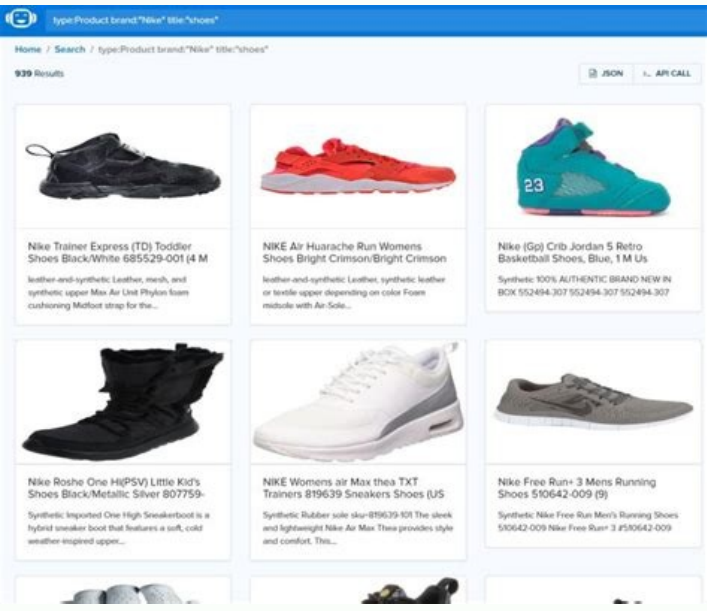 type:Product brand:"Nike" title:"shoes"
Home / Search / type:Product brand:"Nike" title:"shoes"
939 Results
JSON
API CALL
Nike Trainer Express (TD) Toddler
Shoes Black/White 685529-001 (4 M
leather-and-synthetic Leather, mesh, and
synthetic upper Max Air Unit Phylon foam
cushioning Midfoot strap for the...
NIKE Air Huarache Run Womens
Shoes Bright Crimson/Bright Crimson
leather-and-synthetic Leather, synthetic leather
or textile upper depending on color Foam
midsole with Air-Sole...
23
Nike (Gp) Crib Jordan 5 Retro
Basketball Shoes, Blue, 1 M Us
Synthetic 100% AUTHENTIC BRAND NEW IN
BOX 552494-307 552494-307 552494-307
Nike Roshe One Hi(PSV) Little Kid's
Shoes Black/Metallic Silver 807759-
Synthetic Imported One High Sneakerboot is a
hybrid sneaker boot that features a soft, cold
weather-inspired upper...
NIKE Womens air Max thea TXT
Trainers 819639 Sneakers Shoes (US
Synthetic Rubber sole sku=819639-101 The sleek
and lightweight Nike Air Max Thea provides style
and comfort. This...
Nike Free Run+ 3 Mens Running
Shoes 510642-009 (9)
Synthetic Nike Free Run Men's Running Shoes
510642-009 Nike Free Run+ 3 #510642-009